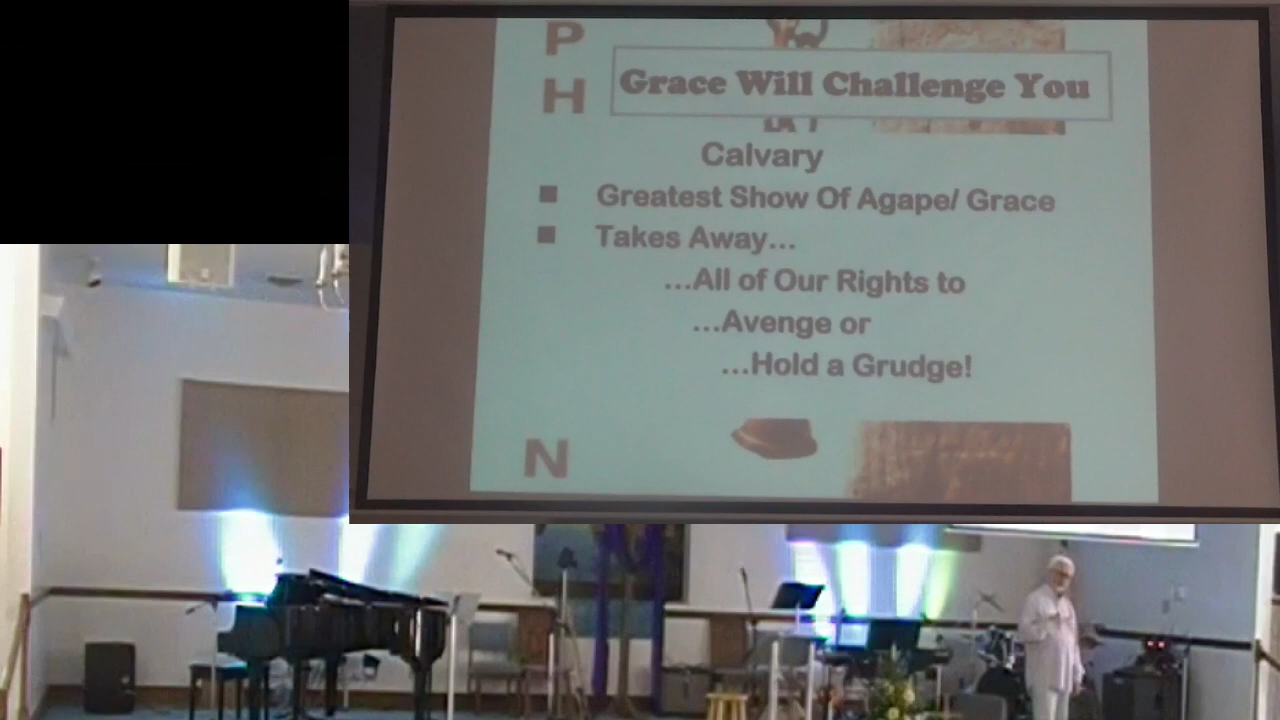 P
Grace Will Challenge You
H
Calvary
■ Greatest Show Of Agape/ Grace
■ Takes Away...
...All of Our Rights to
...Avenge or
...Hold a Grudge!
N